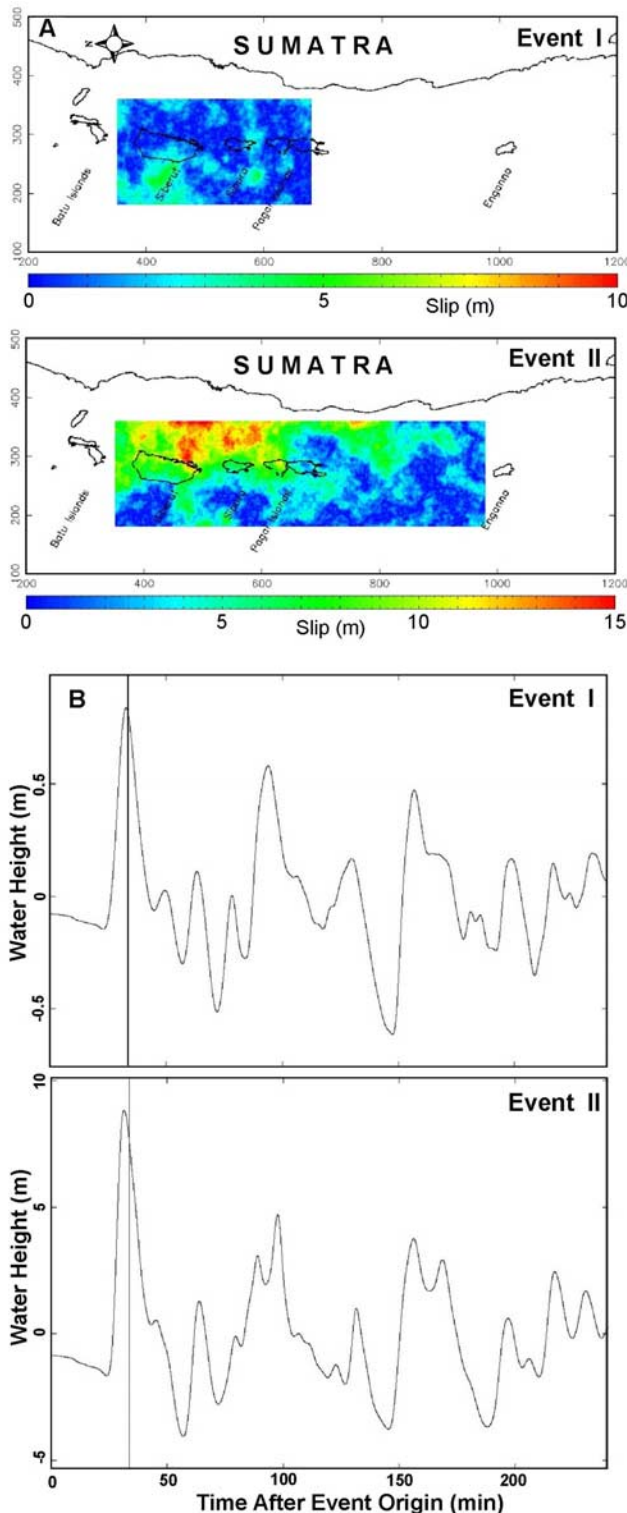 A
N
SUMATRA
Event I
500
400
300
200
100
Batu Islands
Siberut
Sipora
Pagai Islands
Enganno
200
400
600
800
1000
1200
0
5
10
Slip (m)
SUMATRA
Event II
500
400
300
200
100
Batu Islands
Siberut
Sipora
Pagai Islands
Enganno
200
400
600
800
1000
1200
0
5
10
15
Slip (m)
B
Event I
Water Height (m)
0.5
0
-0.5
Event II
Water Height (m)
10
5
0
-5
0
50
100
150
200
Time After Event Origin (min)